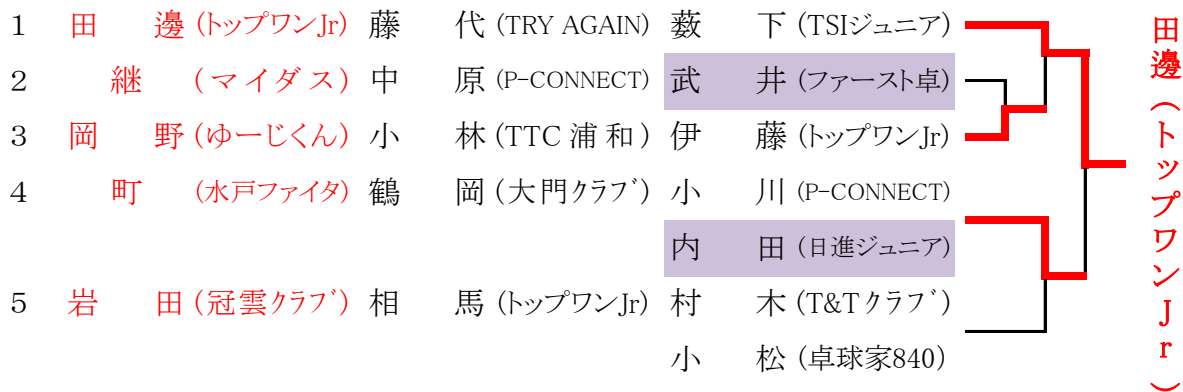 1 田 邊 (トップワンJr) 藤 代 (TRY AGAIN) 薮 下 (TSIジュニア)
2 継 (マイダス) 中 原 (P-CONNECT) 武 井 (ファースト卓)
3 岡 野 (ゆーじくん) 小 林 (TTC浦和) 伊 藤 (トップワンJr)
4 町 (水戸ファイタ) 鶴 岡 (大門ｸﾗﾌﾞ) 小 川 (P-CONNECT)
内 田 (日進ジュニア)
5 岩 田 (冠雲ｸﾗﾌﾞ) 相 馬 (トップワンJr) 村 木 (T&Tｸﾗﾌﾞ)
小 松 (卓球家840)
田邊(トップワンJr)